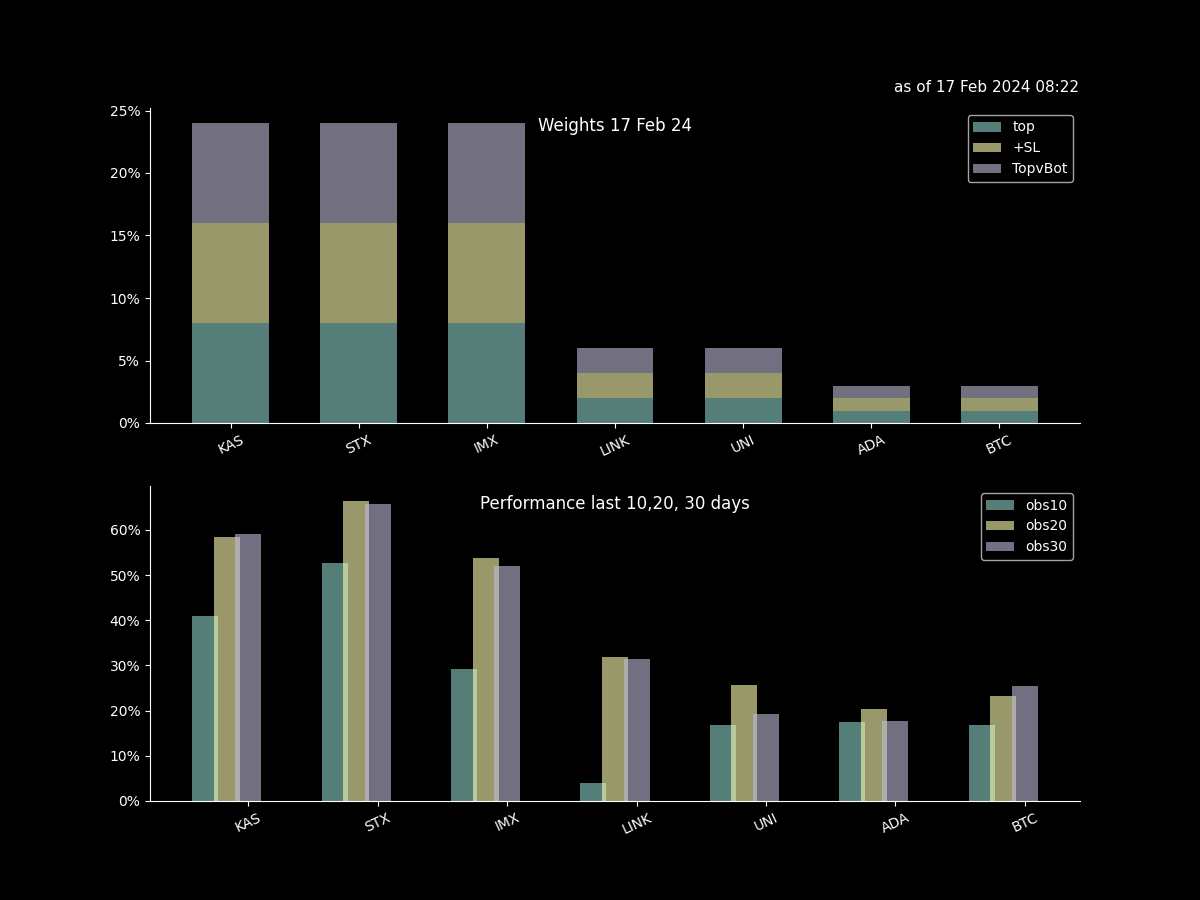 as of 17 Feb 2024 08:22
Weights 17 Feb 24
top
+SL
TopvBot
25%
20%
15%
10%
5%
0%
KAS STX IMX LINK UNI ADA BTC
Performance last 10,20, 30 days
obs10
obs20
obs30
60%
50%
40%
30%
20%
10%
0%
KAS STX IMX LINK UNI ADA BTC